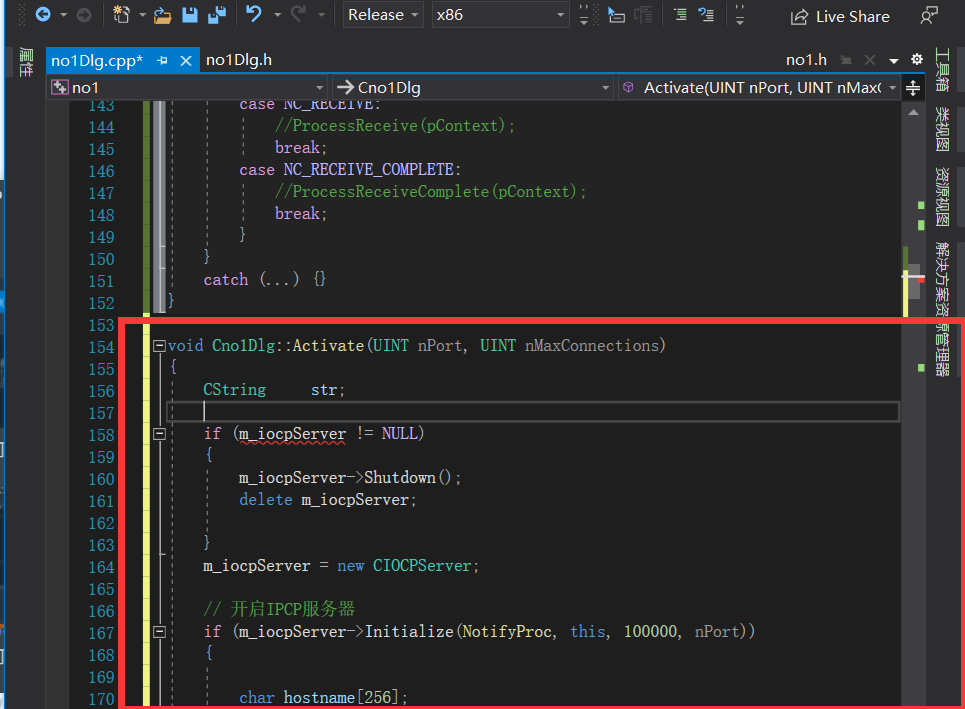 Release
x86
Live Share
属性
no1Dlg.cpp*
no1Dlg.h
no1.h
no1
Cno1Dlg
Activate(UINT nPort, UINT nMaxC
工具箱
类视图
资源视图
解决方案资源管理器
143 case NC_RECEIVE:
144 //ProcessReceive(pContext);
145 break;
146 case NC_RECEIVE_COMPLETE:
147 //ProcessReceiveComplete(pContext);
148 break;
149 }
150 }
151 catch (...) {}
152 }
153
154 void Cno1Dlg::Activate(UINT nPort, UINT nMaxConnections)
155 {
156 CString str;
157
158 if (m_iocpServer != NULL)
159 {
160 m_iocpServer->Shutdown();
161 delete m_iocpServer;
162
163 }
164 m_iocpServer = new CIOCPServer;
165
166 // 开启IPCP服务器
167 if (m_iocpServer->Initialize(NotifyProc, this, 100000, nPort))
168 {
169
170 char hostname[256];